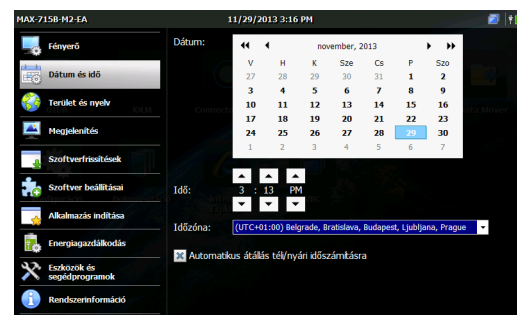 MAX-715B-M2-EA 11/29/2013 3:16 PM
Fényerő
Dátum és idő
Terület és nyelv
Megjelenítés
Szoftverfrissítések
Szoftver beállításai
Alkalmazás indítása
Energiagazdálkodás
Eszközök és
segédprogramok
Rendszerinformáció
Dátum:
november, 2013
V H K Sze Cs P Szo
27 28 29 30 31 1 2
3 4 5 6 7 8 9
10 11 12 13 14 15 16
17 18 19 20 21 22 23
24 25 26 27 28 29 30
1 2 3 4 5 6 7
Idő: 3 : 13 PM
Időzóna: (UTC+01:00) Belgrade, Bratislava, Budapest, Ljubljana, Prague
Automatikus átállás téli/nyári időszámításra